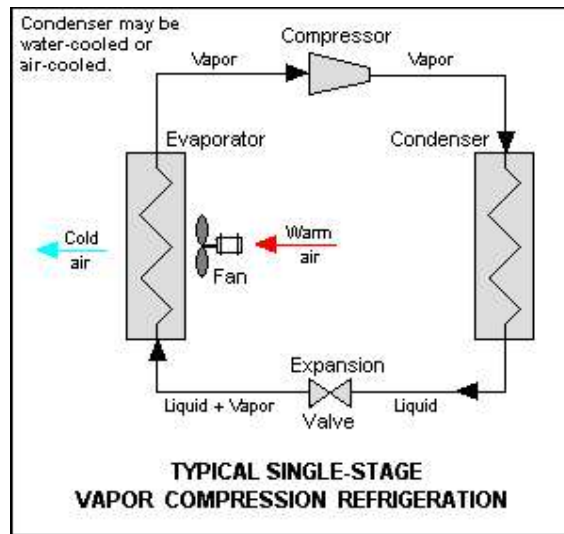 Condenser may be
water-cooled or
air-cooled.
Compressor
Vapor
Vapor
Evaporator
Condenser
Cold
air
Warm
air
Fan
Expansion
Valve
Liquid + Vapor
Liquid
TYPICAL SINGLE-STAGE
VAPOR COMPRESSION REFRIGERATION